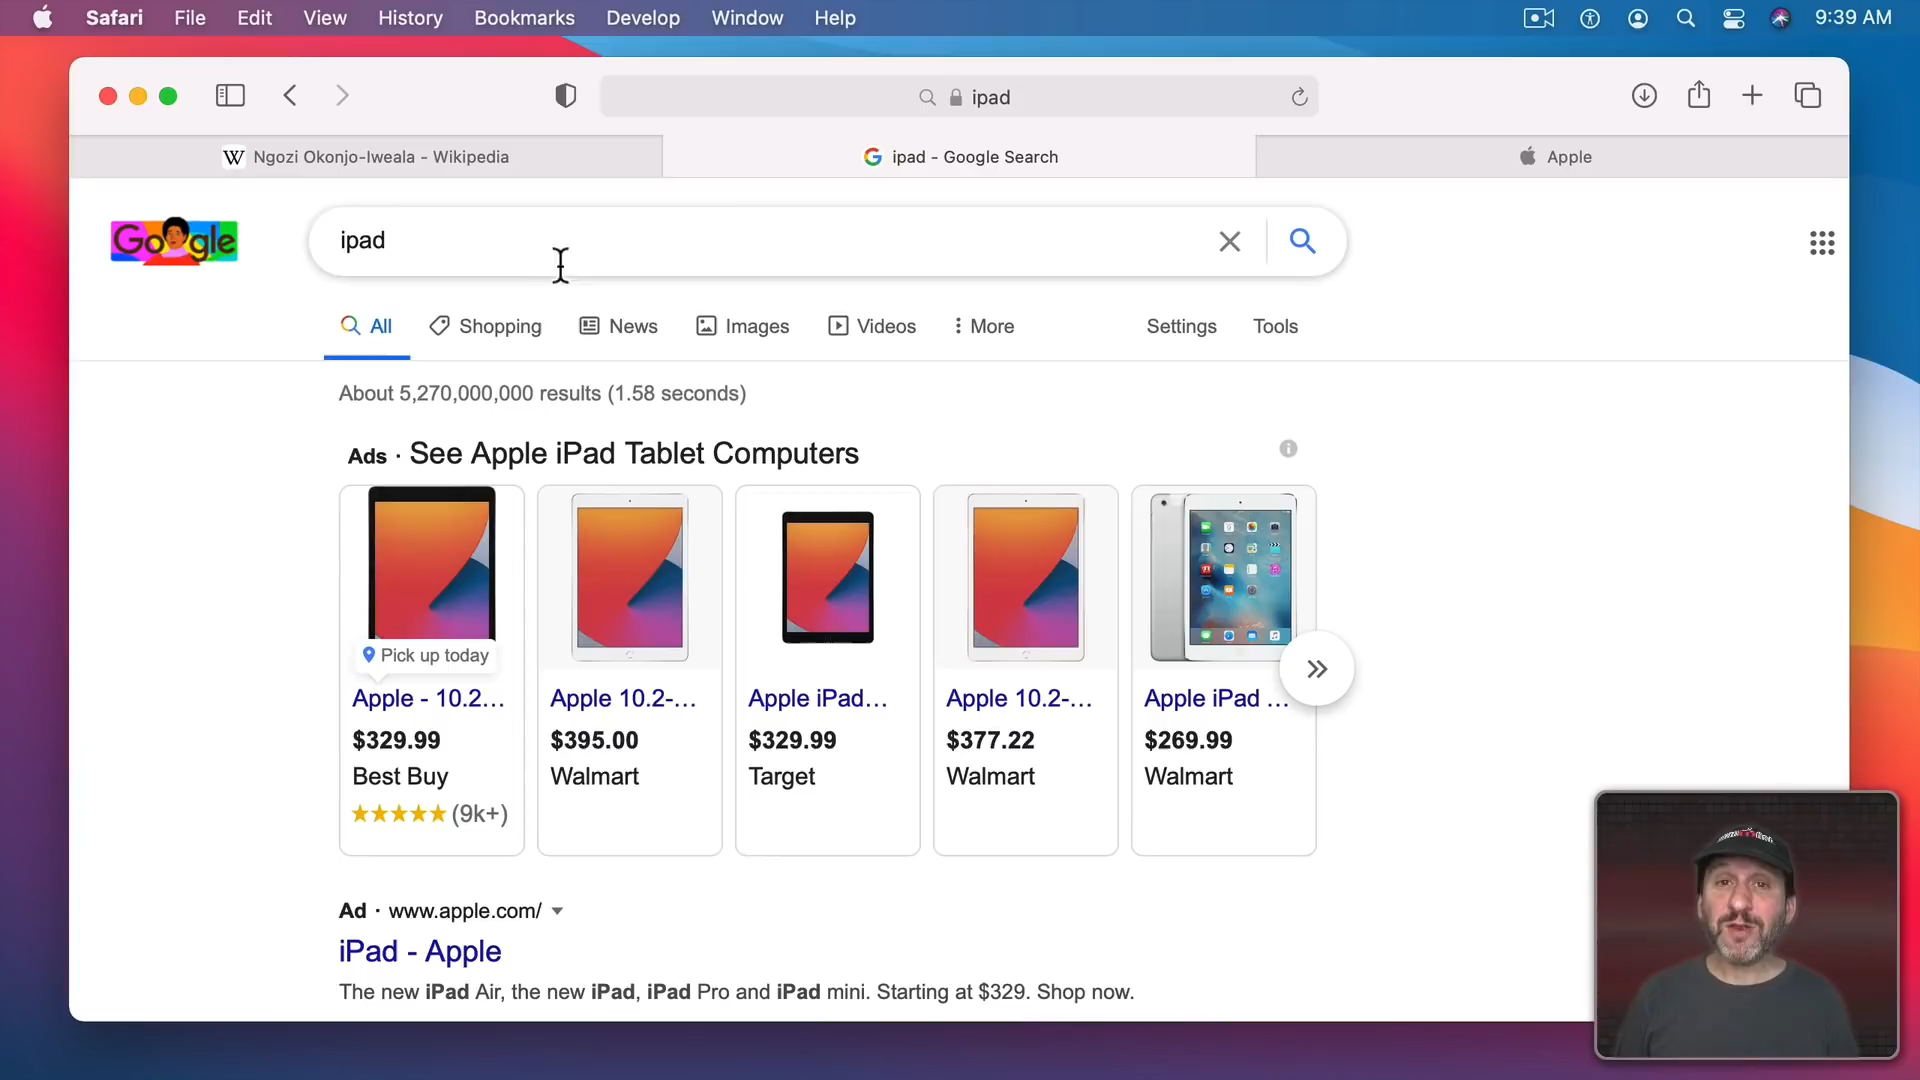 Safari File Edit View History Bookmarks Develop Window Help 9:39 AM
ipad
Ngozi Okonjo-Iweala - Wikipedia
ipad - Google Search
Apple
Google
ipad
All Shopping News Images Videos More Settings Tools
About 5,270,000,000 results (1.58 seconds)
Ads · See Apple iPad Tablet Computers
Pick up today
Apple - 10.2...
$329.99
Best Buy
(9k+)
Apple 10.2-...
$395.00
Walmart
Apple iPad...
$329.99
Target
Apple 10.2-...
$377.22
Walmart
Apple iPad ...
$269.99
Walmart
Ad · www.apple.com/
iPad - Apple
The new iPad Air, the new iPad, iPad Pro and iPad mini. Starting at $329. Shop now.